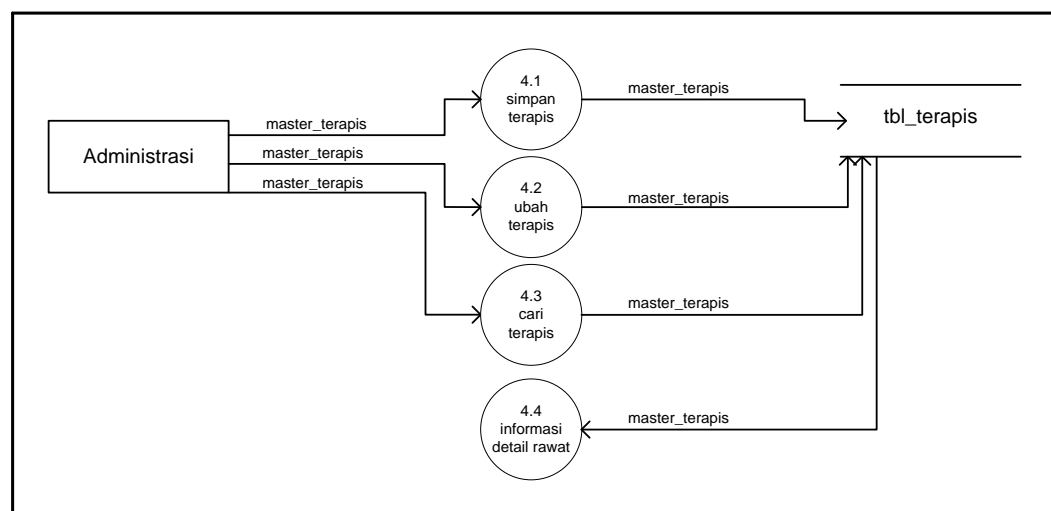 Administrasi
master_terapis
master_terapis
master_terapis
4.1
simpan
terapis
master_terapis
tbl_terapis
4.2
ubah
terapis
master_terapis
4.3
cari
terapis
master_terapis
4.4
informasi
detail rawat
master_terapis